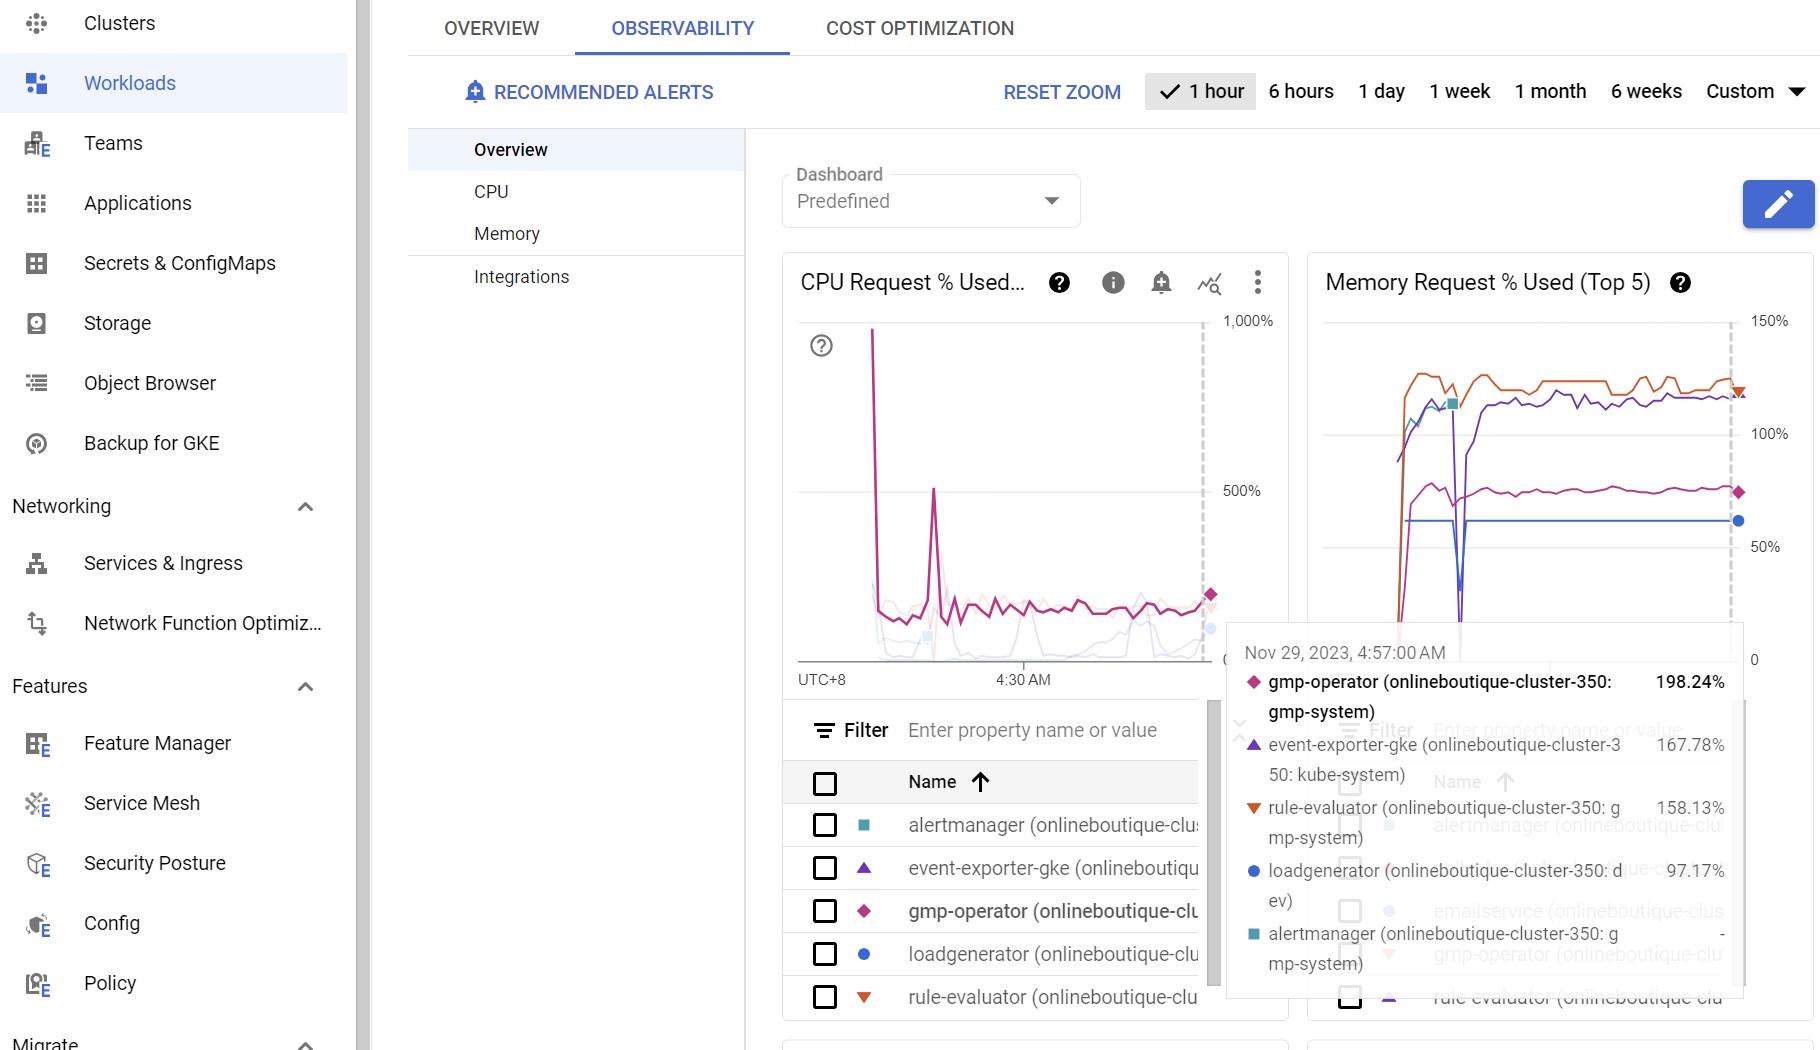 Clusters
Workloads
Teams
Applications
Secrets & ConfigMaps
Storage
Object Browser
Backup for GKE
Networking
Services & Ingress
Network Function Optimiz...
Features
Feature Manager
Service Mesh
Security Posture
Config
Policy
Migrate
OVERVIEW
OBSERVABILITY
COST OPTIMIZATION
RECOMMENDED ALERTS
RESET ZOOM
1 hour
6 hours
1 day
1 week
1 month
6 weeks
Custom
Overview
CPU
Memory
Integrations
Dashboard
Predefined
CPU Request % Used...
1,000%
500%
UTC+8
4:30 AM
Filter
Enter property name or value
Name
alertmanager (onlineboutique-clus
event-exporter-gke (onlineboutiqu
gmp-operator (onlineboutique-clu
loadgenerator (onlineboutique-clu
rule-evaluator (onlineboutique-clu
Memory Request % Used (Top 5)
150%
100%
50%
0
Nov 29, 2023, 4:57:00 AM
gmp-operator (onlineboutique-cluster-350: 198.24%
gmp-system)
event-exporter-gke (onlineboutique-cluster-3 167.78%
50: kube-system)
rule-evaluator (onlineboutique-cluster-350: g 158.13%
mp-system)
loadgenerator (onlineboutique-cluster-350: d 97.17%
ev)
alertmanager (onlineboutique-cluster-350: g -
mp-system)
Filter
Enter property name or value
Name
alertmanager (onlineboutique-clu
emailservice (onlineboutique-clus
gmp-operator (onlineboutique-clu
rule-evaluator (onlineboutique-clu